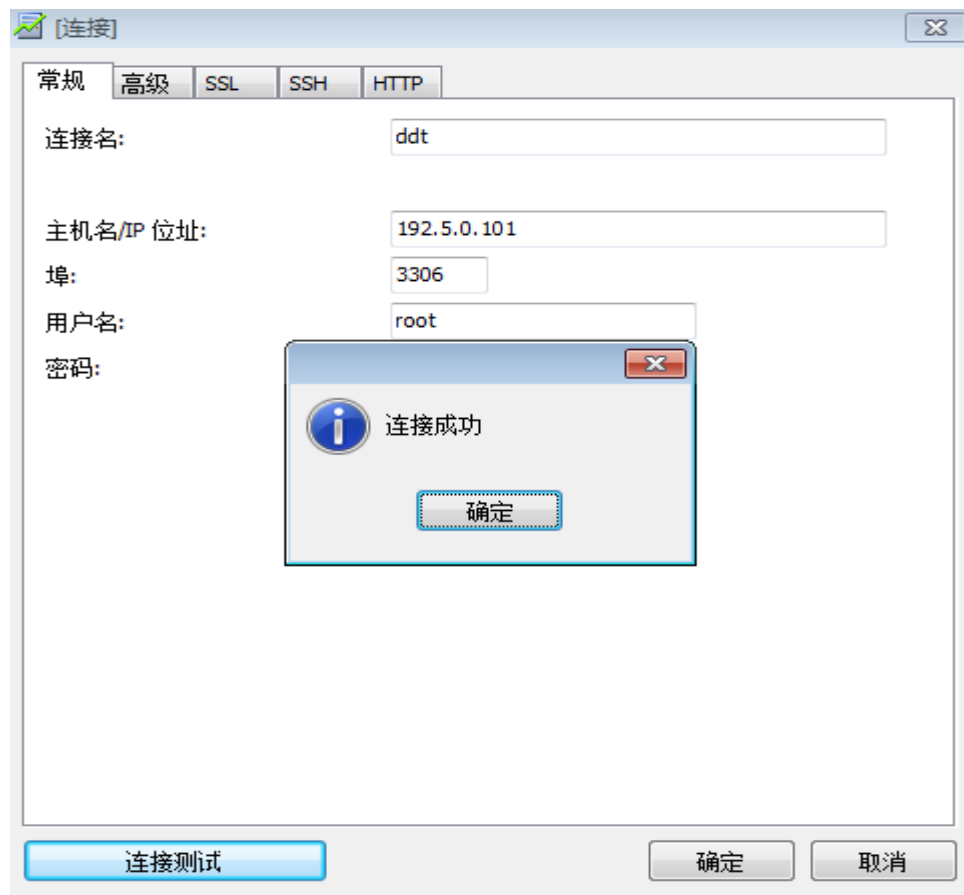 [连接]
常规 高级 SSL SSH HTTP
连接名: ddt
主机名/IP 位址: 192.5.0.101
埠: 3306
用户名: root
密码:
连接成功
确定
连接测试 确定 取消